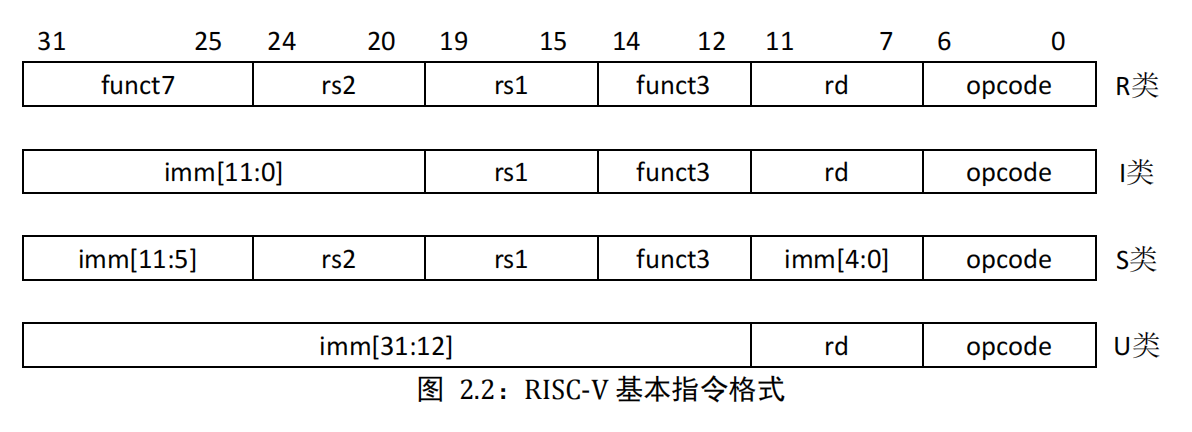 31 25 24 20 19 15 14 12 11 7 6 0
funct7 rs2 rs1 funct3 rd opcode R类
imm[11:0] rs1 funct3 rd opcode I类
imm[11:5] rs2 rs1 funct3 imm[4:0] opcode S类
imm[31:12] rd opcode U类
图 2.2：RISC-V 基本指令格式